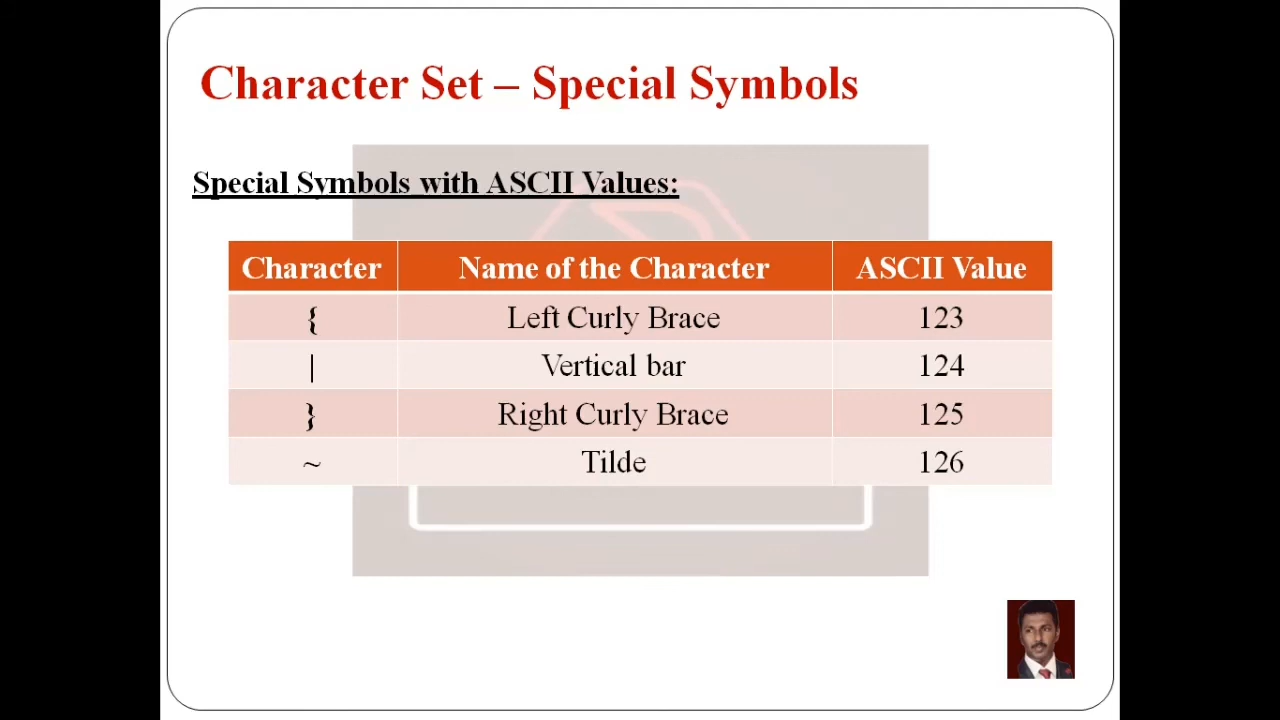 Character Set – Special Symbols
Special Symbols with ASCII Values:
Character Name of the Character ASCII Value
{ Left Curly Brace 123
| Vertical bar 124
} Right Curly Brace 125
~ Tilde 126